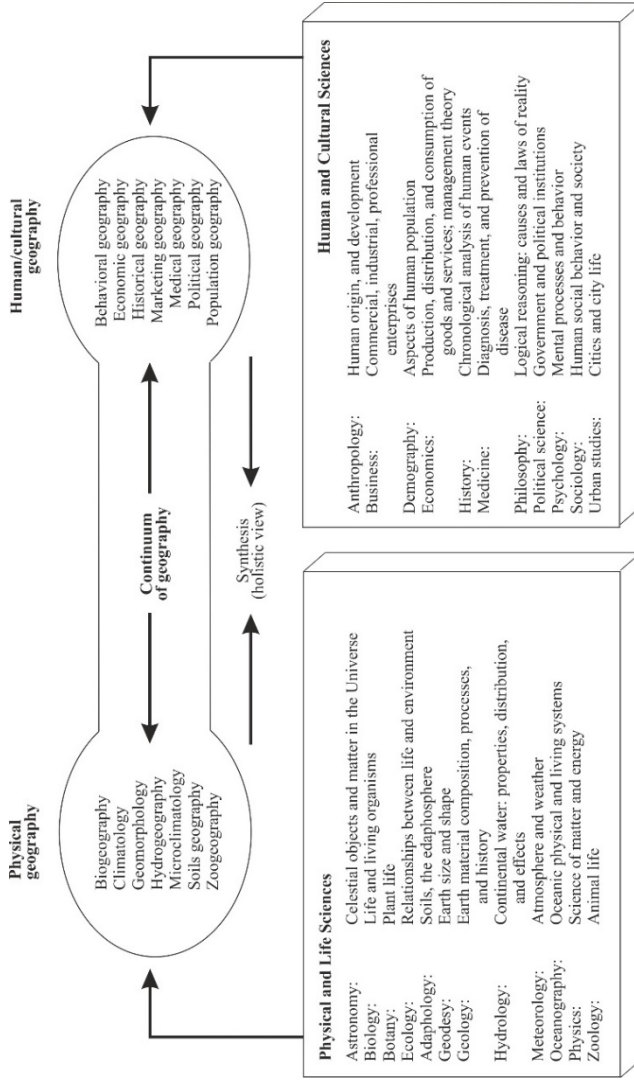 Physical
geography
Biogcography
Climatology
Geomorphology
Hydrogeography
Microclimatology
Soils geography
Zoogcography
Continuum
of geography
Synthesis
(holistic view)
Human/cultural
geography
Behavioral geography
Economic geography
Historical geography
Marketing geography
Medical geography
Political geography
Population geography
Physical and Life Sciences
Astronomy: Celestial objects and matter in the Universe
Biology: Life and living organisms
Botany: Plant life
Ecology: Relationships between life and environment
Adaphology: Soils, the edaphosphere
Geodesy: Earth size and shape
Geology: Earth material composition, processes,
and history
Hydrology: Continental water: properties, distribution,
and effects
Meteorology: Atmosphere and weather
Oceanography: Oceanic physical and living systems
Physics: Science of matter and energy
Zoology: Animal life
Human and Cultural Sciences
Anthropology: Human origin, and development
Business: Commercial, industrial, professional
enterprises
Demography: Aspects of human population
Economics: Production, distribution, and consumption of
goods and services; management theory
History: Chronological analysis of human events
Medicine: Diagnosis, treatment, and prevention of
disease
Philosophy: Logical reasoning: causes and laws of reality
Political science: Government and political institutions
Psychology: Mental processes and behavior
Sociology: Human social behavior and society
Urban studies: Citics and city life